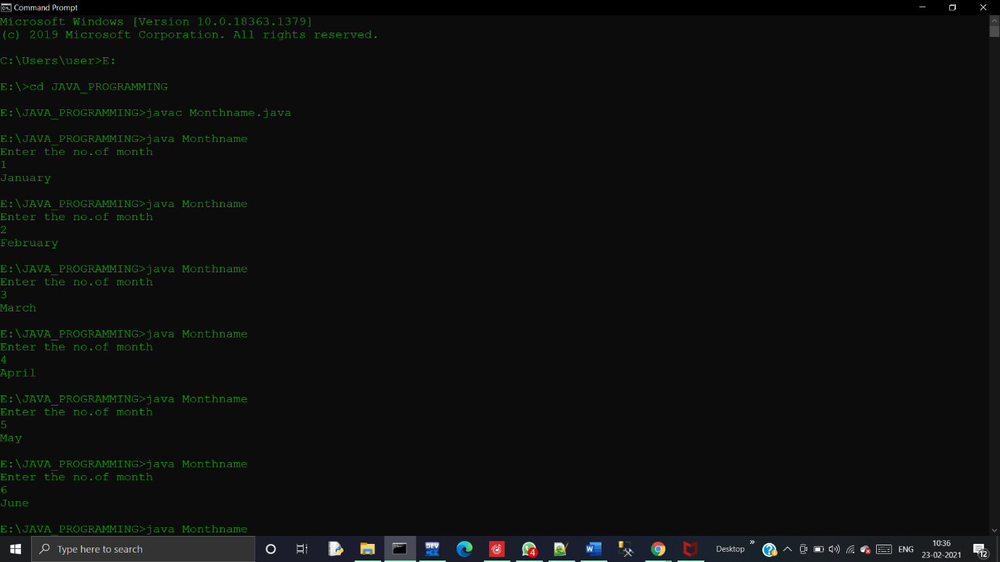 Command Prompt
Microsoft Windows [Version 10.0.18363.1379]
(c) 2019 Microsoft Corporation. All rights reserved.
C:\Users\user>E:
E:\>cd JAVA_PROGRAMMING
E:\JAVA_PROGRAMMING>javac Monthname.java
E:\JAVA_PROGRAMMING>java Monthname
Enter the no.of month
1
January
E:\JAVA_PROGRAMMING>java Monthname
Enter the no.of month
2
February
E:\JAVA_PROGRAMMING>java Monthname
Enter the no.of month
3
March
E:\JAVA_PROGRAMMING>java Monthname
Enter the no.of month
4
April
E:\JAVA_PROGRAMMING>java Monthname
Enter the no.of month
5
May
E:\JAVA_PROGRAMMING>java Monthname
Enter the no.of month
6
June
E:\JAVA_PROGRAMMING>java Monthname
Type here to search
DEV
4
Desktop
ENG
10:36
23-02-2021
12